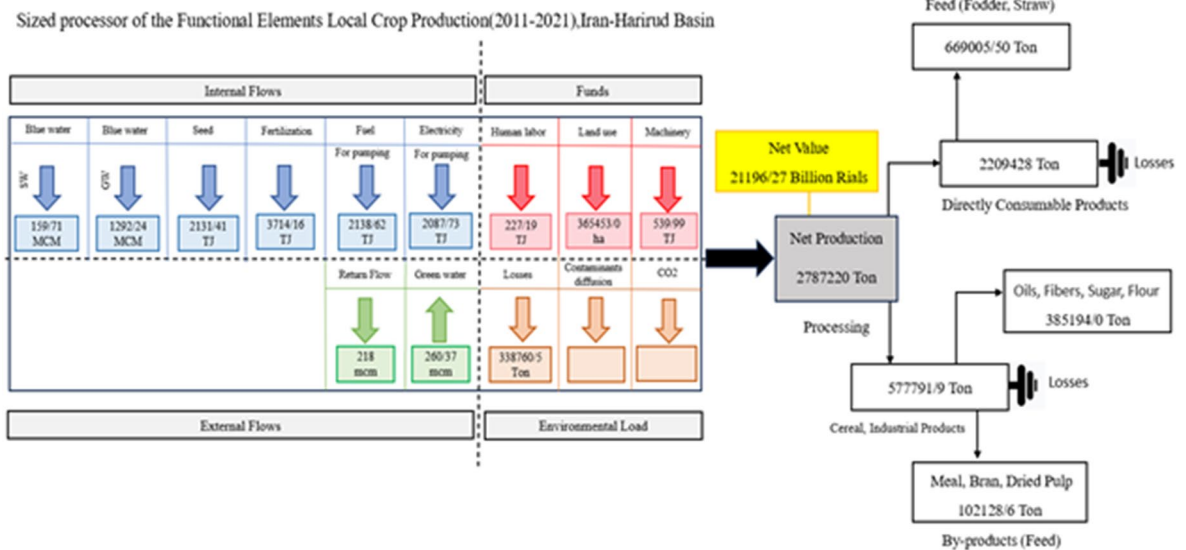 Feed (Fodder, Straw)
Sized processor of the Functional Elements Local Crop Production(2011-2021),Iran-Harirud Basin
669005/50 Ton
Internal Flows
Funds
Blue water
Blue water
Seed
Fertilization
Fuel
Electricity
Human labor
Land use
Machinery
For pumping
For pumping
SW
GW
159/71
MCM
1292/24
MCM
2131/41
TJ
3714/16
TJ
2138/62
TJ
2087/73
TJ
227/19
TJ
365453/0
ha
539/99
TJ
Net Value
21196/27 Billion Rials
2209428 Ton
Losses
Directly Consumable Products
Net Production
2787220 Ton
Return Flow
Green water
Losses
Contaminants
diffusion
CO2
218
mcm
260/37
mcm
338760/5
Ton
Oils, Fibers, Sugar, Flour
385194/0 Ton
Processing
577791/9 Ton
Losses
External Flows
Environmental Load
Cereal, Industrial Products
Meal, Bran, Dried Pulp
102128/6 Ton
By-products (Feed)